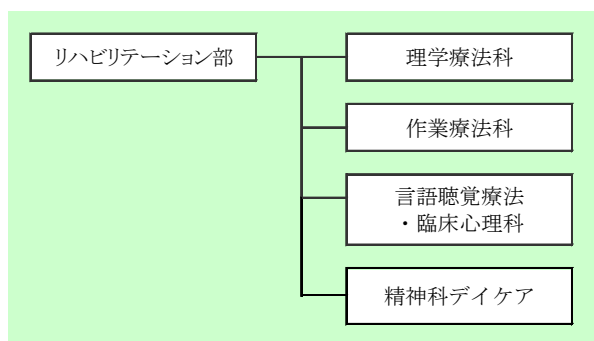 リハビリテーション部
理学療法科
作業療法科
言語聴覚療法
・臨床心理科
精神科デイケア